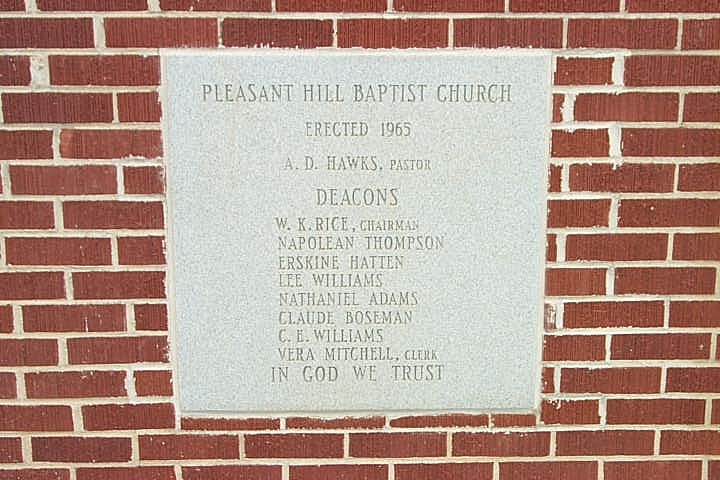 PLEASANT HILL BAPTIST CHURCH
ERECTED 1965
A. D. HAWKS, PASTOR
DEACONS
W. K. RICE, CHAIRMAN
NAPOLEAN THOMPSON
ERSKINE HATTEN
LEE WILLIAMS
NATHANIEL ADAMS
CLAUDE BOSEMAN
C. E. WILLIAMS
VERA MITCHELL, CLERK
IN GOD WE TRUST